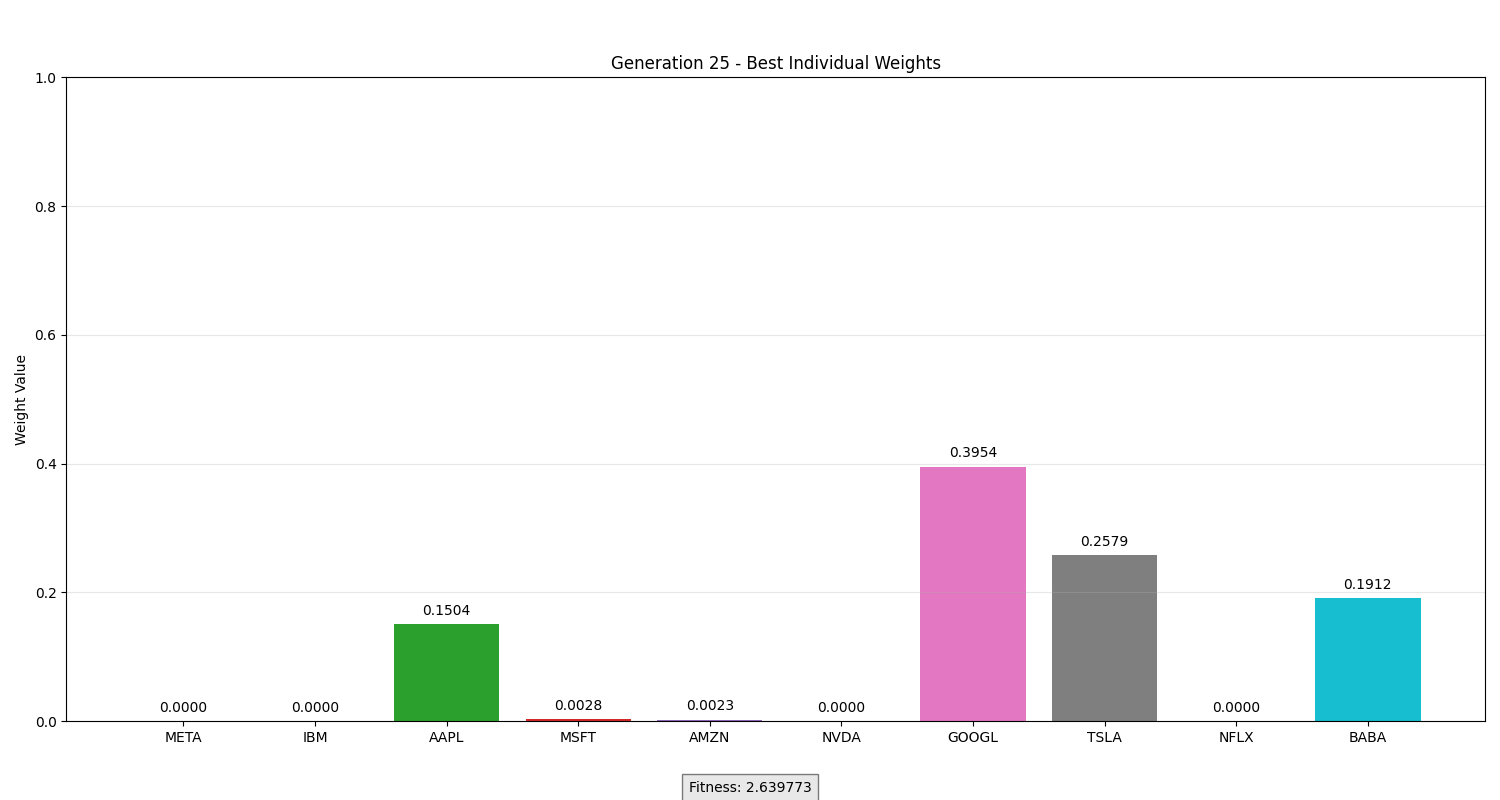 Generation 25 - Best Individual Weights
1.0
0.8
0.6
0.4
0.2
0.0
Weight Value
0.0000 0.0000 0.1504 0.0028 0.0023 0.0000 0.3954 0.2579 0.0000 0.1912
META IBM AAPL MSFT AMZN NVDA GOOGL TSLA NFLX BABA
Fitness: 2.639773